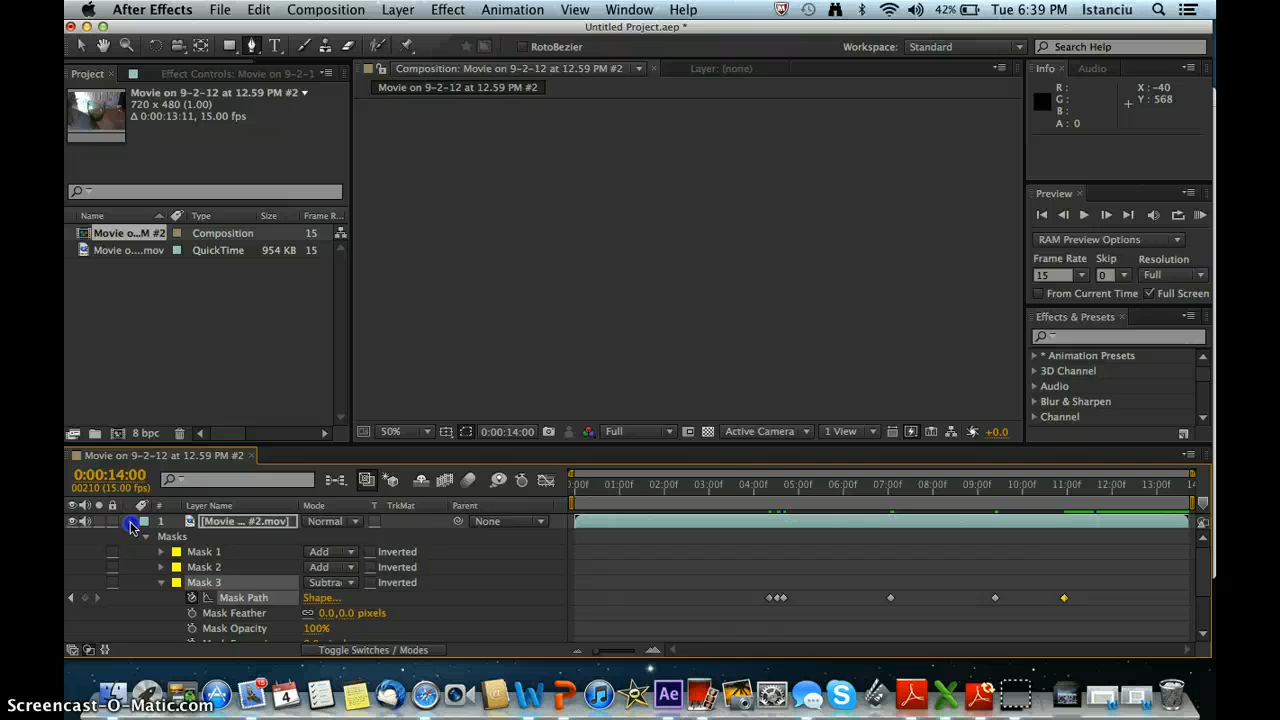 After Effects File Edit Composition Layer Effect Animation View Window Help 42% Tue 6:39 PM Istanciu
Untitled Project.aep *
RotoBezier Workspace: Standard Search Help
Project Effect Controls: Movie on 9-2-1 Composition: Movie on 9-2-12 at 12.59 PM #2 Layer: (none) Info Audio
Movie on 9-2-12 at 12.59 PM #2 Movie on 9-2-12 at 12.59 PM #2 R: X: -40
720 x 480 (1.00) G: Y: 568
Δ 0:00:13:11, 15.00 fps B:
A: 0
Preview
Name Type Size Frame R...
Movie o...M #2 Composition 15
Movie o....mov QuickTime 954 KB 15
RAM Preview Options
Frame Rate Skip Resolution
15 0 Full
From Current Time Full Screen
Effects & Presets
* Animation Presets
3D Channel
Audio
Blur & Sharpen
Channel
8 bpc 50% 0:00:14:00 Full Active Camera 1 View +0.0
Movie on 9-2-12 at 12.59 PM #2
0:00:14:00
00210 (15.00 fps)
:00f 01:00f 02:00f 03:00f 04:00f 05:00f 06:00f 07:00f 08:00f 09:00f 10:00f 11:00f 12:00f 13:00f 14
# Layer Name Mode T TrkMat Parent
1 [Movie ... #2.mov] Normal None
Masks
Mask 1 Add Inverted
Mask 2 Add Inverted
Mask 3 Subtra Inverted
Mask Path Shape...
Mask Feather 0.0,0.0 pixels
Mask Opacity 100%
Toggle Switches / Modes
Screencast-O-Matic.com